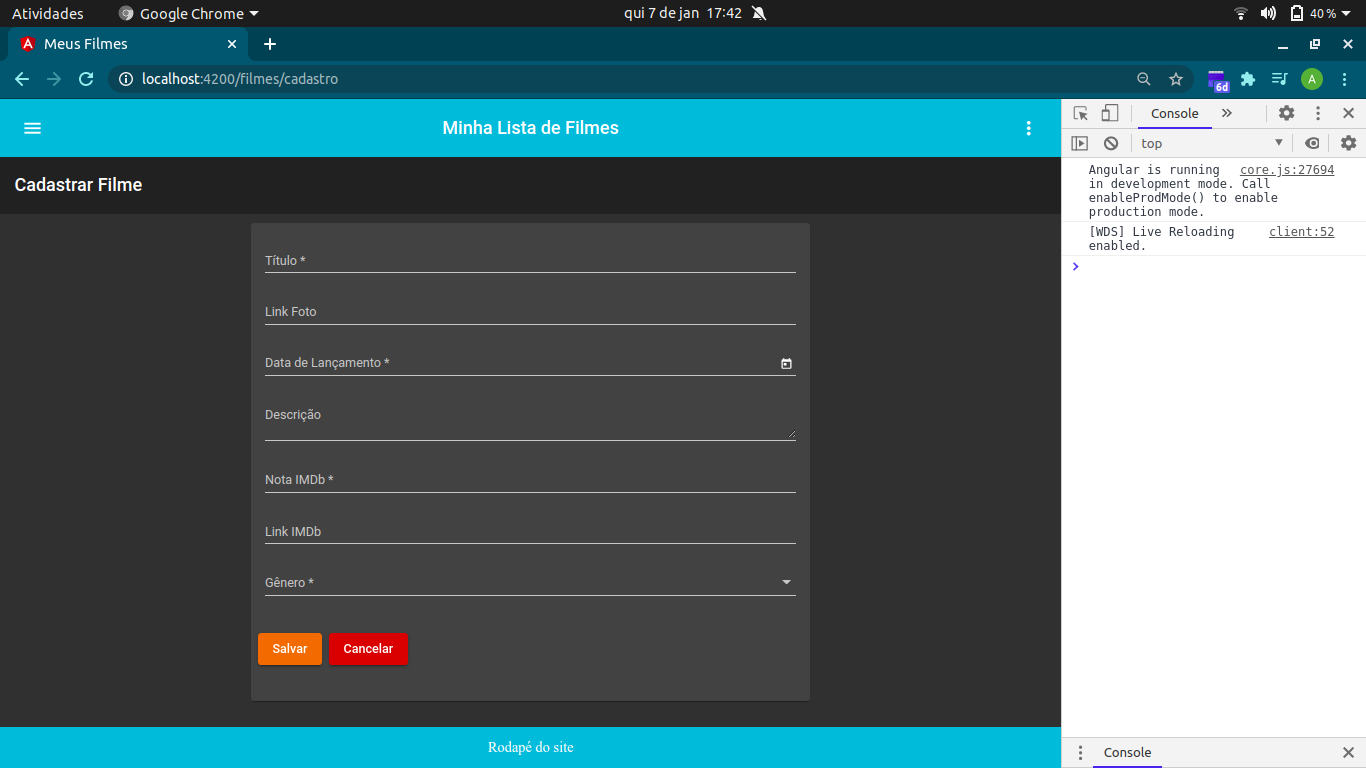 Atividades Google Chrome qui 7 de jan 17:42 40 %
Meus Filmes
localhost:4200/filmes/cadastro 6d A
Minha Lista de Filmes
Cadastrar Filme
Título *
Link Foto
Data de Lançamento *
Descrição
Nota IMDb *
Link IMDb
Gênero *
Salvar Cancelar
Rodapé do site
Console
top
Angular is running core.js:27694
in development mode. Call
enableProdMode() to enable
production mode.
[WDS] Live Reloading client:52
enabled.
Console